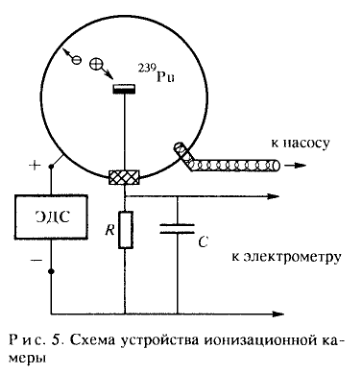 ²³⁹Pu
к насосу
+
ЭДС
−
R
C
к электрометру
Рис. 5. Схема устройства ионизационной ка-
меры